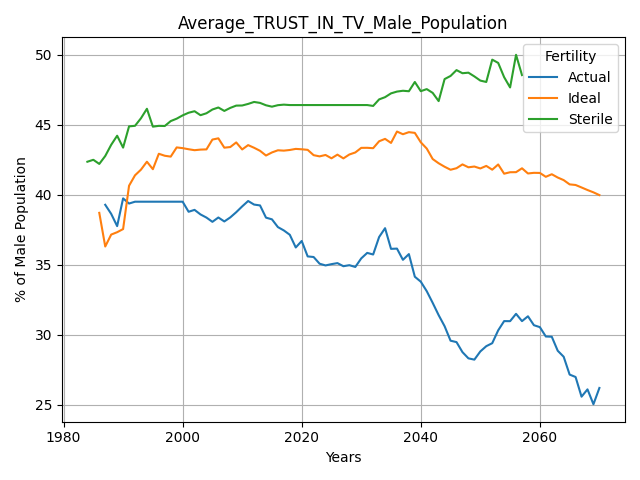 Average_TRUST_IN_TV_Male_Population
% of Male Population
50
45
40
35
30
25
1980
2000
2020
2040
2060
Years
Fertility
Actual
Ideal
Sterile